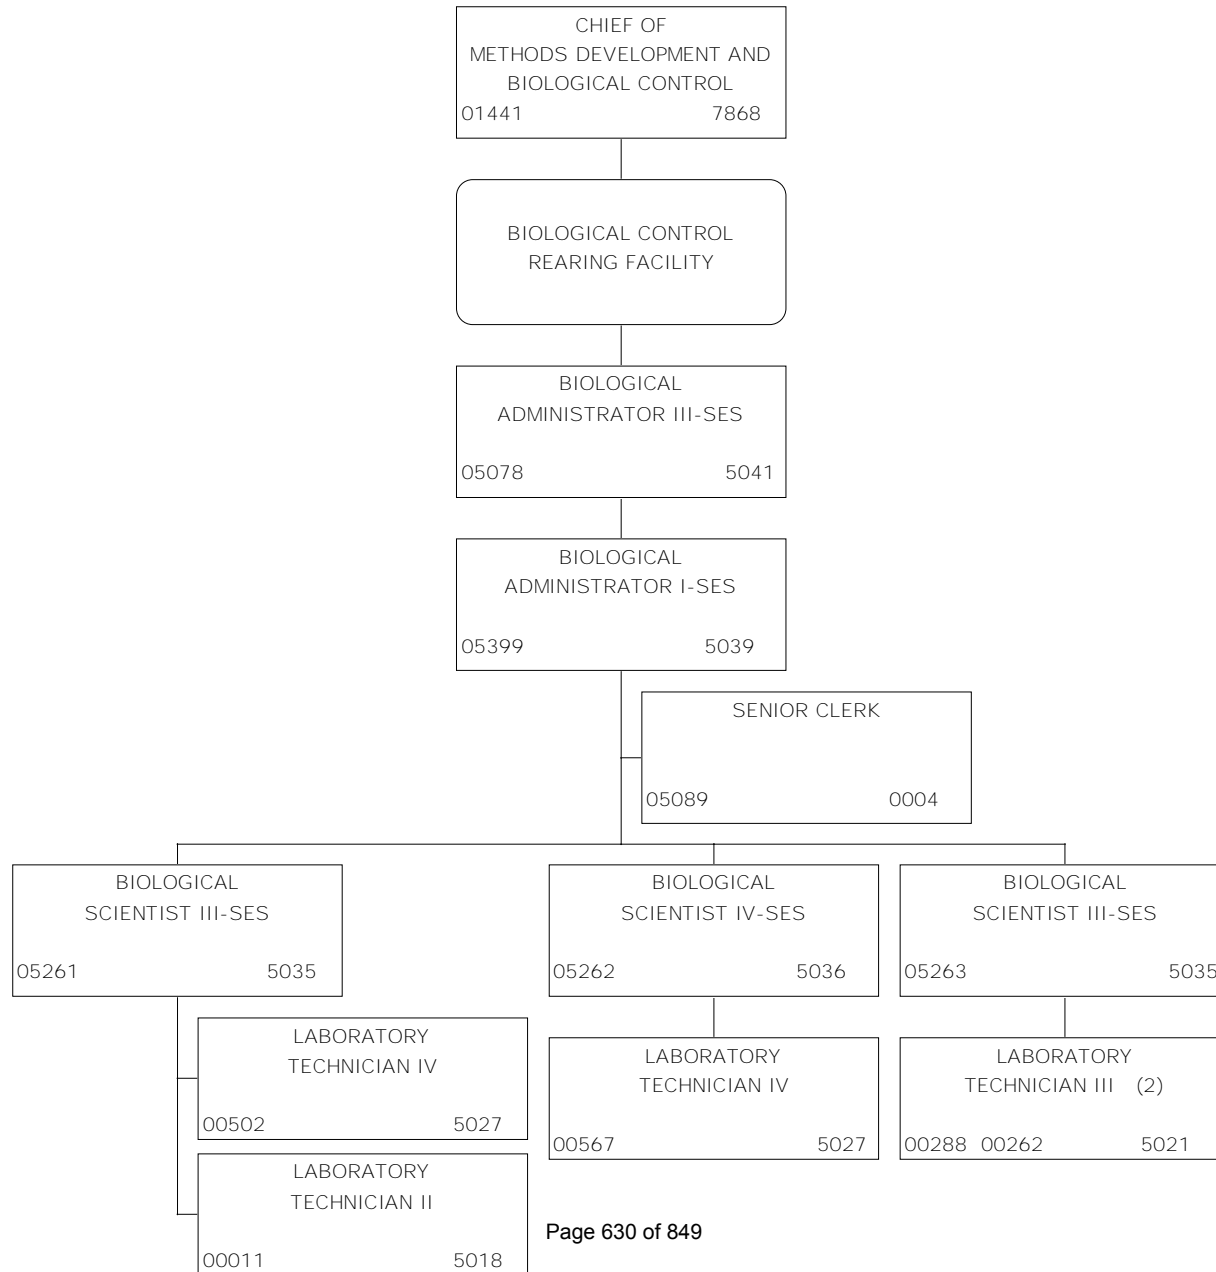 CHIEF OF
METHODS DEVELOPMENT AND
BIOLOGICAL CONTROL
01441 7868
BIOLOGICAL CONTROL
REARING FACILITY
BIOLOGICAL
ADMINISTRATOR III-SES
05078 5041
BIOLOGICAL
ADMINISTRATOR I-SES
05399 5039
SENIOR CLERK
05089 0004
BIOLOGICAL
SCIENTIST III-SES
05261 5035
BIOLOGICAL
SCIENTIST IV-SES
05262 5036
BIOLOGICAL
SCIENTIST III-SES
05263 5035
LABORATORY
TECHNICIAN IV
00502 5027
LABORATORY
TECHNICIAN II
00011 5018
LABORATORY
TECHNICIAN IV
00567 5027
LABORATORY
TECHNICIAN III (2)
00288 00262 5021
Page 630 of 849